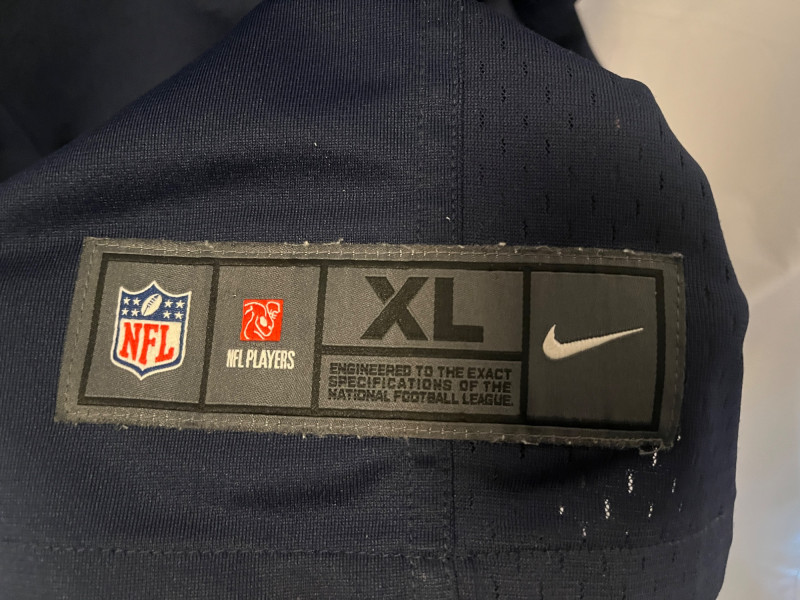 NFL
NFL PLAYERS
XL
ENGINEERED TO THE EXACT
SPECIFICATIONS OF THE
NATIONAL FOOTBALL LEAGUE.